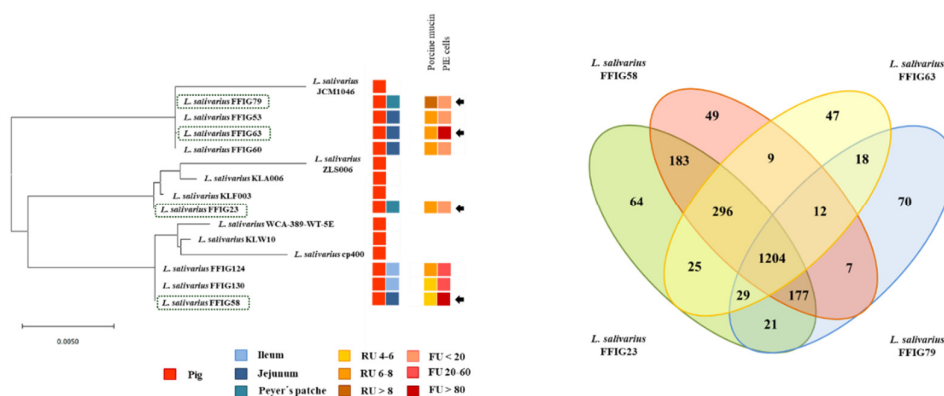 Porcine mucin
PIE cells
L. salivarius
JCM1046
L. salivarius FFIG79
L. salivarius FFIG53
L. salivarius FFIG63
L. salivarius FFIG60
L. salivarius
ZLS006
L. salivarius KLA006
L. salivarius KLF003
L. salivarius FFIG23
L. salivarius WCA-389-WT-5E
L. salivarius KLW10
L. salivarius cp400
L. salivarius FFIG124
L. salivarius FFIG130
L. salivarius FFIG58
0.0050
Pig
Ileum
Jejunum
Peyer´s patche
RU 4-6
RU 6-8
RU > 8
FU < 20
FU 20-60
FU > 80
L. salivarius
FFIG58
L. salivarius
FFIG63
49
47
183
9
18
64
296
12
70
25
1204
7
29
177
21
L. salivarius
FFIG23
L. salivarius
FFIG79